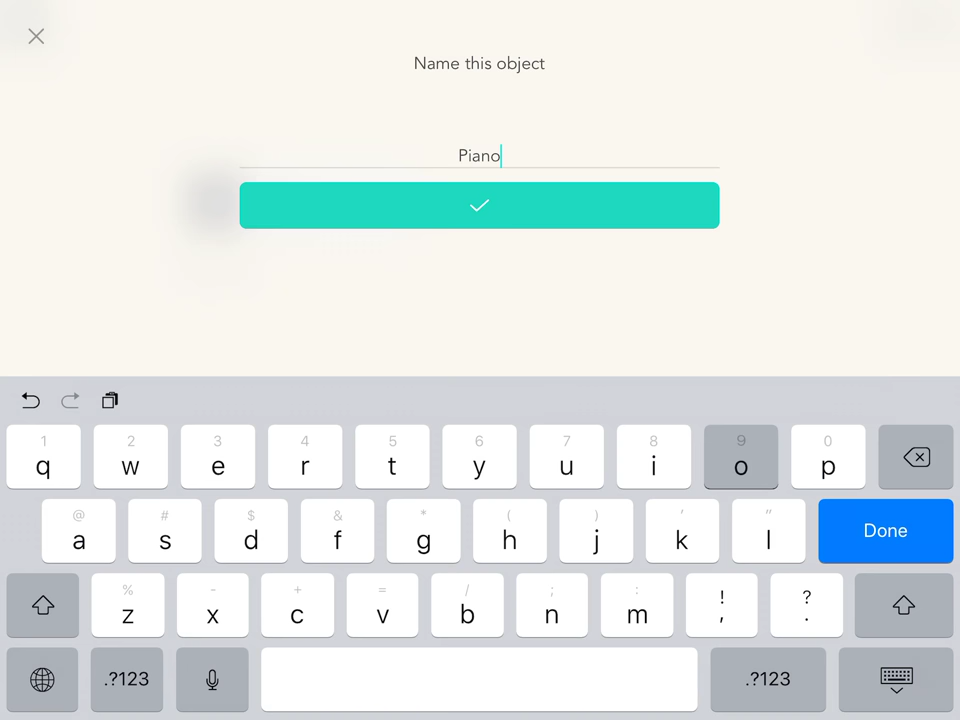 Name this object
Piano
1 2 3 4 5 6 7 8 9 0
q w e r t y u i o p
@ # $ & * ( ) ' "
a s d f g h j k l Done
% - + = / ; : ! ?
z x c v b n m , .
.?123 .?123